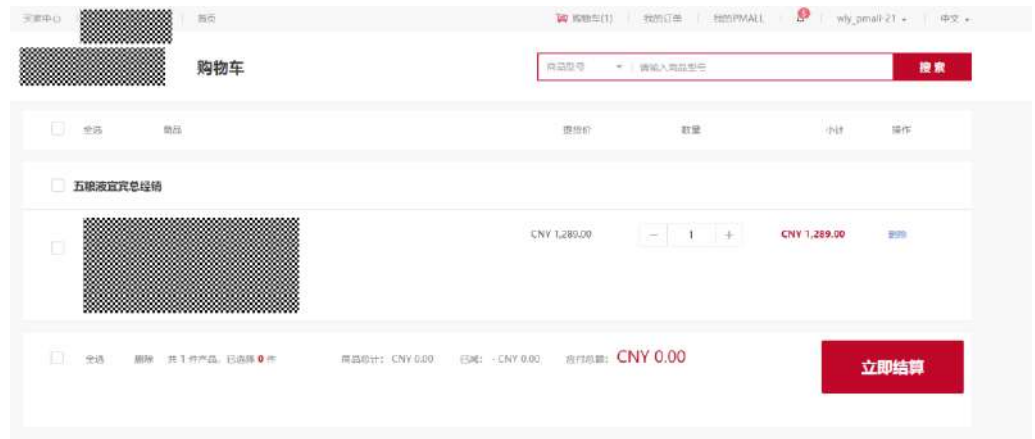 买家中心 首页 购物车(1) 我的订单 我的PMALL wly_pmall-21 中文
购物车 商品型号 请输入商品型号 搜索
全选 商品 数量 小计 操作
五粮液宜宾总经销
CNY 1,289.00 － 1 + CNY 1,289.00 删除
全选 删除 共 1 件产品，已选择 0 件 商品总计： CNY 0.00 已减： - CNY 0.00 应付总额： CNY 0.00 立即结算